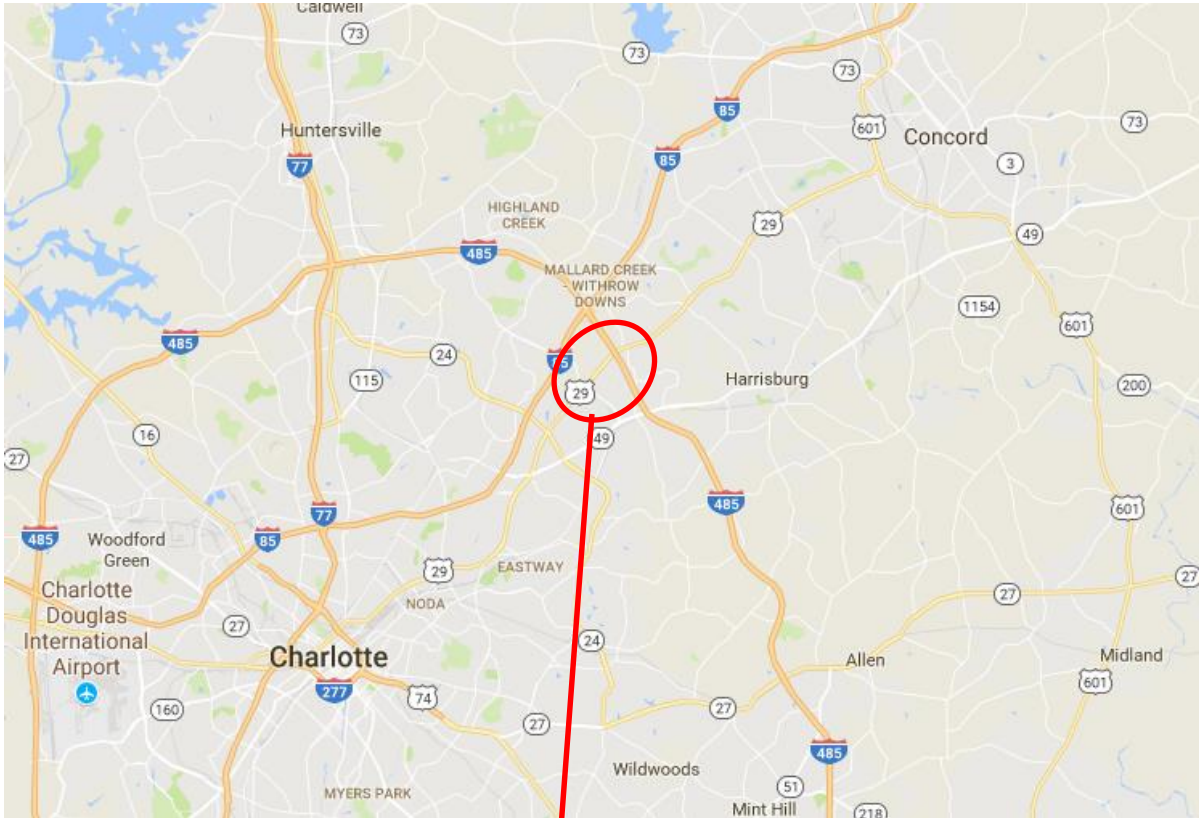 Caldwell
73
73
73
85
77
Huntersville
601
Concord
73
85
3
HIGHLAND
CREEK
29
49
485
MALLARD CREEK
- WITHROW
DOWNS
1154
601
485
24
85
115
29
Harrisburg
200
16
49
27
485
601
77
485
85
Woodford
Green
29
EASTWAY
27
Charlotte
Douglas
International
Airport
NODA
27
27
24
Charlotte
Allen
Midland
277
74
601
160
27
27
485
Wildwoods
51
MYERS PARK
Mint Hill
218